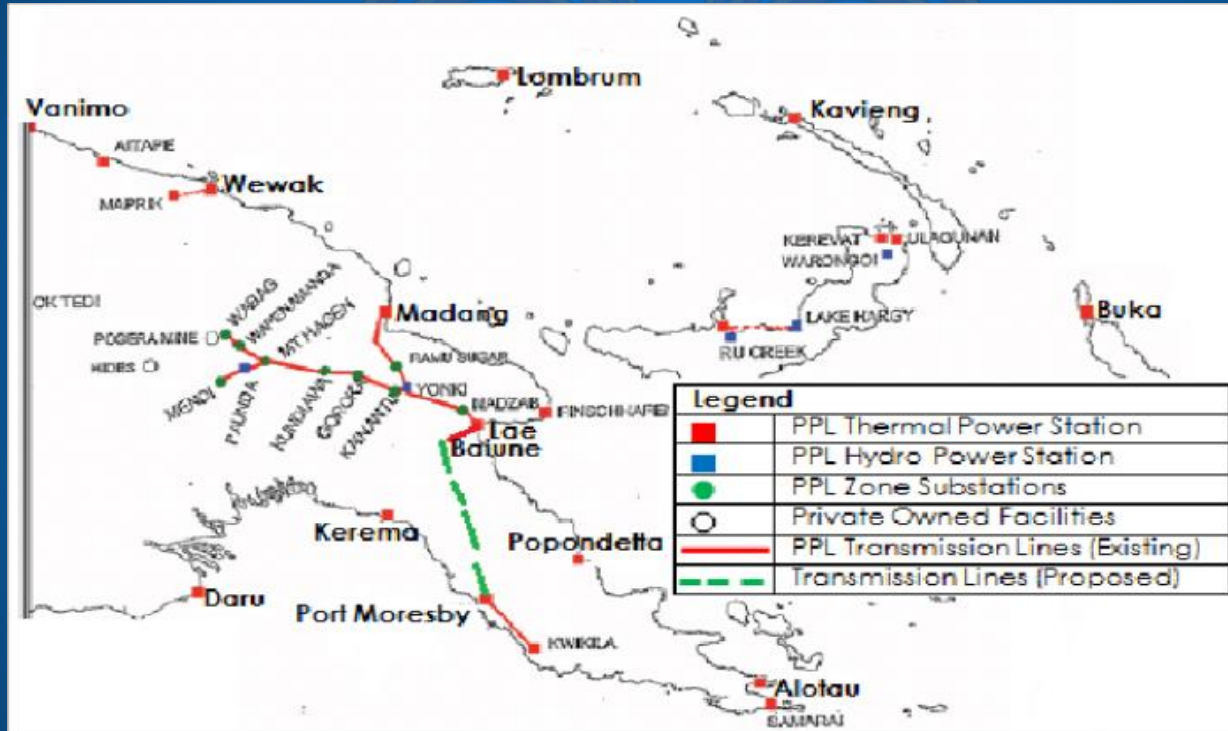 Lombrum
Vanimo
Kavieng
AITAPE
Wewak
MAPRIK
KEREVAT
ULAGUNAN
WARONGOI
OK TEDI
WABAG
WAPENAMANDA
MT HAGEN
Madang
LAKE HARGY
Buka
POGERA MINE
RAMU SUGAR
RU CREEK
HIDES
YONKI
MENDI
PAUNDA
KUNDIAWA
GOROKA
KAINANTU
NADZAB
FINSCHHAFEN
Lae
Baiune
Legend
PPL Thermal Power Station
PPL Hydro Power Station
PPL Zone Substations
Private Owned Facilities
PPL Transmission Lines (Existing)
Transmission Lines (Proposed)
Kerema
Popondetta
Daru
Port Moresby
KWIKILA
Alotau
SAMARAI